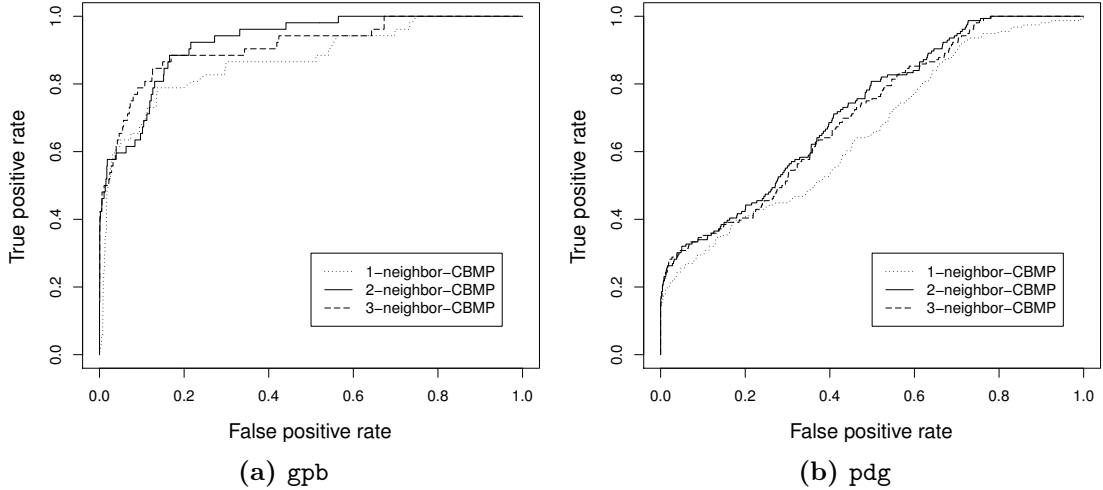 True positive rate
0.0 0.2 0.4 0.6 0.8 1.0
1−neighbor−CBMP
2−neighbor−CBMP
3−neighbor−CBMP
0.0 0.2 0.4 0.6 0.8 1.0
False positive rate
(a) gpb
True positive rate
0.0 0.2 0.4 0.6 0.8 1.0
1−neighbor−CBMP
2−neighbor−CBMP
3−neighbor−CBMP
0.0 0.2 0.4 0.6 0.8 1.0
False positive rate
(b) pdg